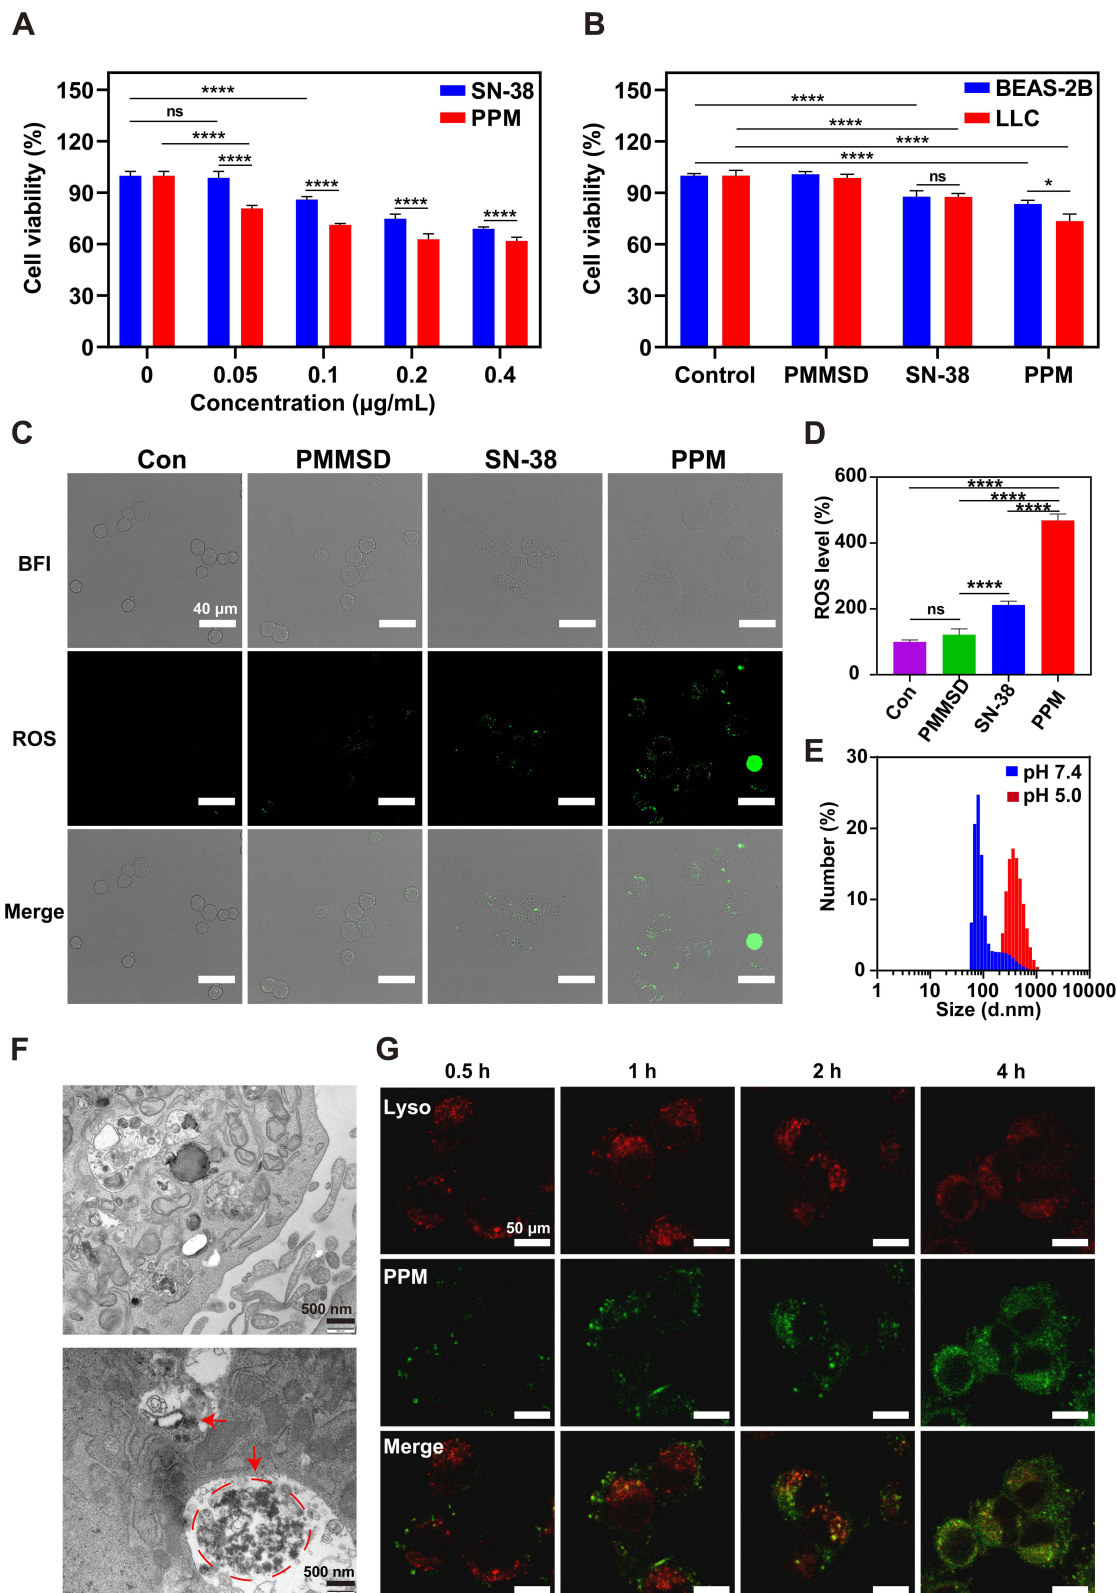 A
150
120
90
60
30
0
Cell viability (%)
SN-38
PPM
****
ns
****
****
****
****
****
0
0.05
0.1
0.2
0.4
Concentration (µg/mL)
B
150
120
90
60
30
0
Cell viability (%)
BEAS-2B
LLC
****
****
****
****
ns
*
Control
PMMSD
SN-38
PPM
C
Con
PMMSD
SN-38
PPM
BFI
40 µm
ROS
Merge
D
600
400
200
0
ROS level (%)
****
****
****
****
ns
Con
PMMSD
SN-38
PPM
E
30
20
10
0
Number (%)
pH 7.4
pH 5.0
1
10
100
1000
10000
Size (d.nm)
F
500 nm
500 nm
G
0.5 h
1 h
2 h
4 h
Lyso
50 µm
PPM
Merge